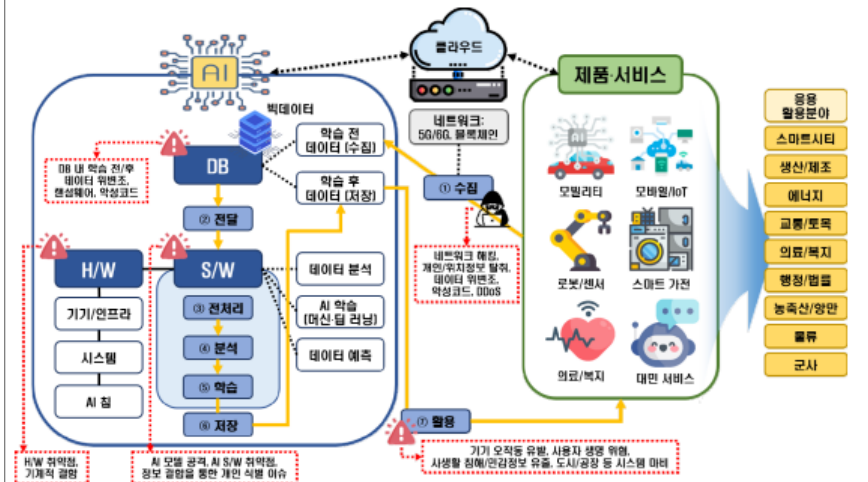 클라우드
AI
빅데이터
네트워크:
5G/6G, 블록체인
제품·서비스
DB
학습 전
데이터 (수집)
학습 후
데이터 (저장)
DB 내 학습 전/후
데이터 위변조,
랜섬웨어, 악성코드
① 수집
② 전달
네트워크 해킹,
개인/위치정보 탈취,
데이터 위변조,
악성코드, DDoS
H/W
기기/인프라
시스템
AI 칩
S/W
③ 전처리
④ 분석
⑤ 학습
⑥ 저장
데이터 분석
AI 학습
(머신·딥 러닝)
데이터 예측
⑦ 활용
H/W 취약점,
기계적 결함
AI 모델 공격, AI S/W 취약점,
정보 결합을 통한 개인 식별 이슈
기기 오작동 유발, 사용자 생명 위협,
사생활 침해/민감정보 유출, 도시/공장 등 시스템 마비
AI
모빌리티
모바일/IoT
로봇/센서
스마트 가전
의료/복지
대민 서비스
응용
활용분야
스마트시티
생산/제조
에너지
교통/토목
의료/복지
행정/법률
농축산/양만
물류
군사